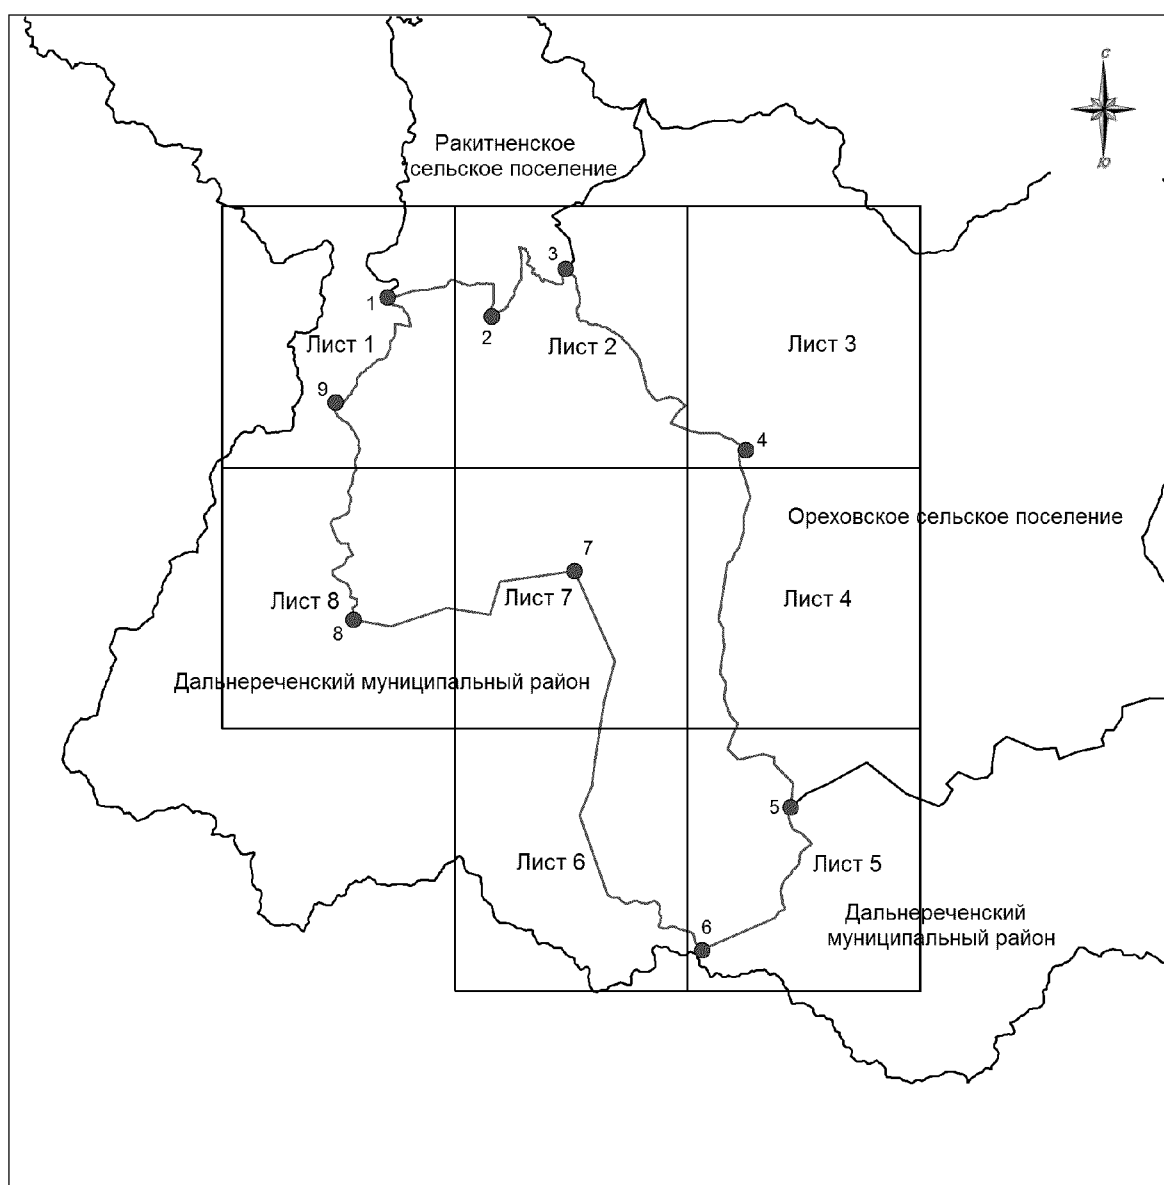 С
Ю
Ракитненское
сельское поселение
3
1
2
Лист 1
Лист 2
Лист 3
9
4
Ореховское сельское поселение
7
Лист 8
Лист 7
Лист 4
8
Дальнереченский муниципальный район
5
Лист 6
Лист 5
Дальнереченский
муниципальный район
6